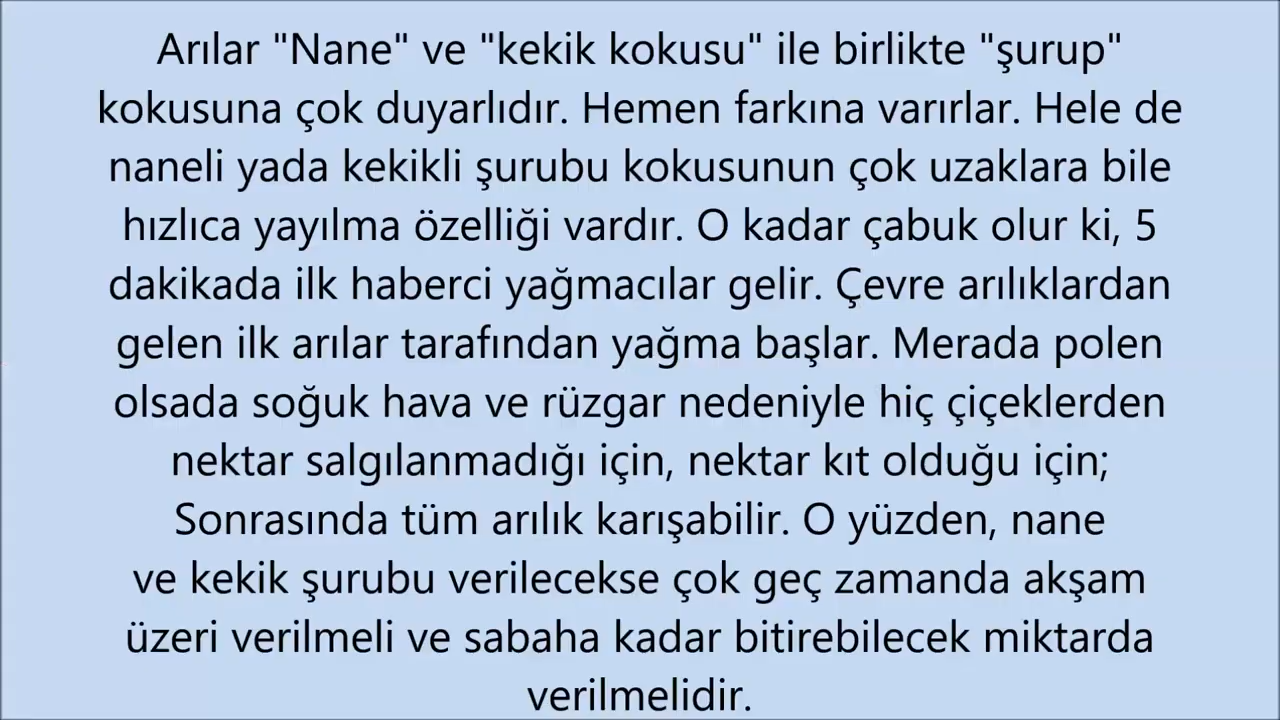 Arılar "Nane" ve "kekik kokusu" ile birlikte "şurup"
kokusuna çok duyarlıdır. Hemen farkına varırlar. Hele de
naneli yada kekikli şurubu kokusunun çok uzaklara bile
hızlıca yayılma özelliği vardır. O kadar çabuk olur ki, 5
dakikada ilk haberci yağmacılar gelir. Çevre arılıklardan
gelen ilk arılar tarafından yağma başlar. Merada polen
olsada soğuk hava ve rüzgar nedeniyle hiç çiçeklerden
nektar salgılanmadığı için, nektar kıt olduğu için;
Sonrasında tüm arılık karışabilir. O yüzden, nane
ve kekik şurubu verilecekse çok geç zamanda akşam
üzeri verilmeli ve sabaha kadar bitirebilecek miktarda
verilmelidir.